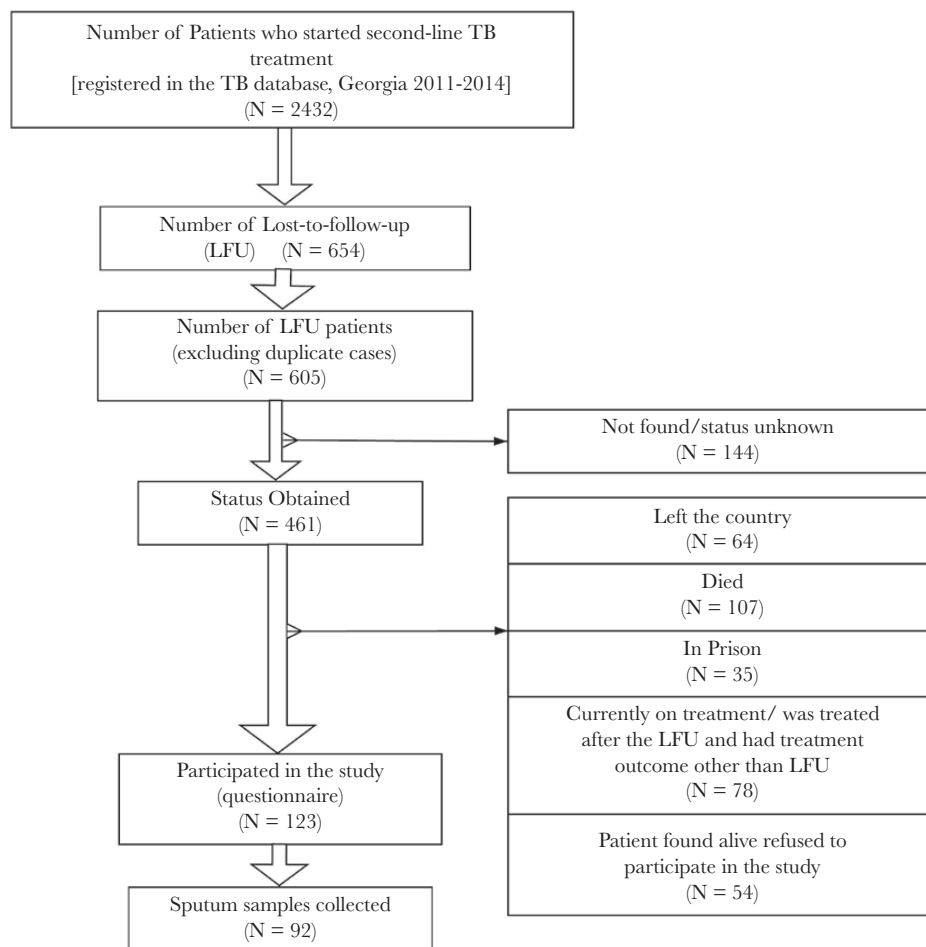 Number of Patients who started second-line TB
treatment
[registered in the TB database, Georgia 2011-2014]
(N = 2432)
Number of Lost-to-follow-up
(LFU) (N = 654)
Number of LFU patients
(excluding duplicate cases)
(N = 605)
Not found/status unknown
(N = 144)
Status Obtained
(N = 461)
Left the country
(N = 64)
Died
(N = 107)
In Prison
(N = 35)
Currently on treatment/ was treated
after the LFU and had treatment
outcome other than LFU
(N = 78)
Patient found alive refused to
participate in the study
(N = 54)
Participated in the study
(questionnaire)
(N = 123)
Sputum samples collected
(N = 92)